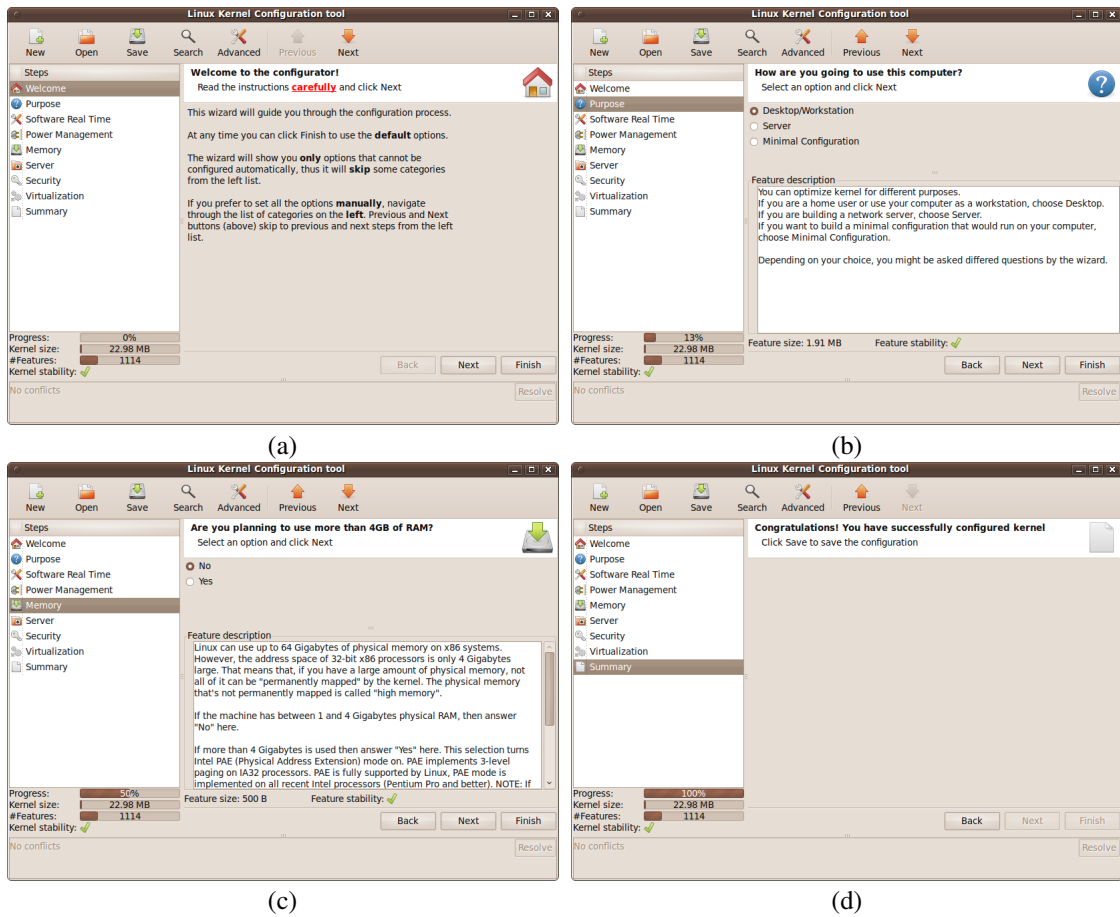 Linux Kernel Configuration tool
New Open Save Search Advanced Previous Next
Steps
Welcome
Purpose
Software Real Time
Power Management
Memory
Server
Security
Virtualization
Summary
Welcome to the configurator!
Read the instructions carefully and click Next
This wizard will guide you through the configuration process.
At any time you can click Finish to use the default options.
The wizard will show you only options that cannot be
configured automatically, thus it will skip some categories
from the left list.
If you prefer to set all the options manually, navigate
through the list of categories on the left. Previous and Next
buttons (above) skip to previous and next steps from the left
list.
Progress: 0%
Kernel size: 22.98 MB
#Features: 1114
Kernel stability:
Back Next Finish
No conflicts Resolve
(a)
Linux Kernel Configuration tool
New Open Save Search Advanced Previous Next
Steps
Welcome
Purpose
Software Real Time
Power Management
Memory
Server
Security
Virtualization
Summary
How are you going to use this computer?
Select an option and click Next
Desktop/Workstation
Server
Minimal Configuration
Feature description
You can optimize kernel for different purposes.
If you are a home user or use your computer as a workstation, choose Desktop.
If you are building a network server, choose Server.
If you want to build a minimal configuration that would run on your computer,
choose Minimal Configuration.
Depending on your choice, you might be asked differed questions by the wizard.
Feature size: 1.91 MB Feature stability:
Progress: 13%
Kernel size: 22.98 MB
#Features: 1114
Kernel stability:
Back Next Finish
No conflicts Resolve
(b)
Linux Kernel Configuration tool
New Open Save Search Advanced Previous Next
Steps
Welcome
Purpose
Software Real Time
Power Management
Memory
Server
Security
Virtualization
Summary
Are you planning to use more than 4GB of RAM?
Select an option and click Next
No
Yes
Feature description
Linux can use up to 64 Gigabytes of physical memory on x86 systems.
However, the address space of 32-bit x86 processors is only 4 Gigabytes
large. That means that, if you have a large amount of physical memory, not
all of it can be "permanently mapped" by the kernel. The physical memory
that's not permanently mapped is called "high memory".
If the machine has between 1 and 4 Gigabytes physical RAM, then answer
"No" here.
If more than 4 Gigabytes is used then answer "Yes" here. This selection turns
Intel PAE (Physical Address Extension) mode on. PAE implements 3-level
paging on IA32 processors. PAE is fully supported by Linux, PAE mode is
implemented on all recent Intel processors (Pentium Pro and better). NOTE: If
Feature size: 500 B Feature stability:
Progress: 50%
Kernel size: 22.98 MB
#Features: 1114
Kernel stability:
Back Next Finish
No conflicts Resolve
(c)
Linux Kernel Configuration tool
New Open Save Search Advanced Previous Next
Steps
Welcome
Purpose
Software Real Time
Power Management
Memory
Server
Security
Virtualization
Summary
Congratulations! You have successfully configured kernel
Click Save to save the configuration
Progress: 100%
Kernel size: 22.98 MB
#Features: 1114
Kernel stability:
Back Next Finish
No conflicts Resolve
(d)